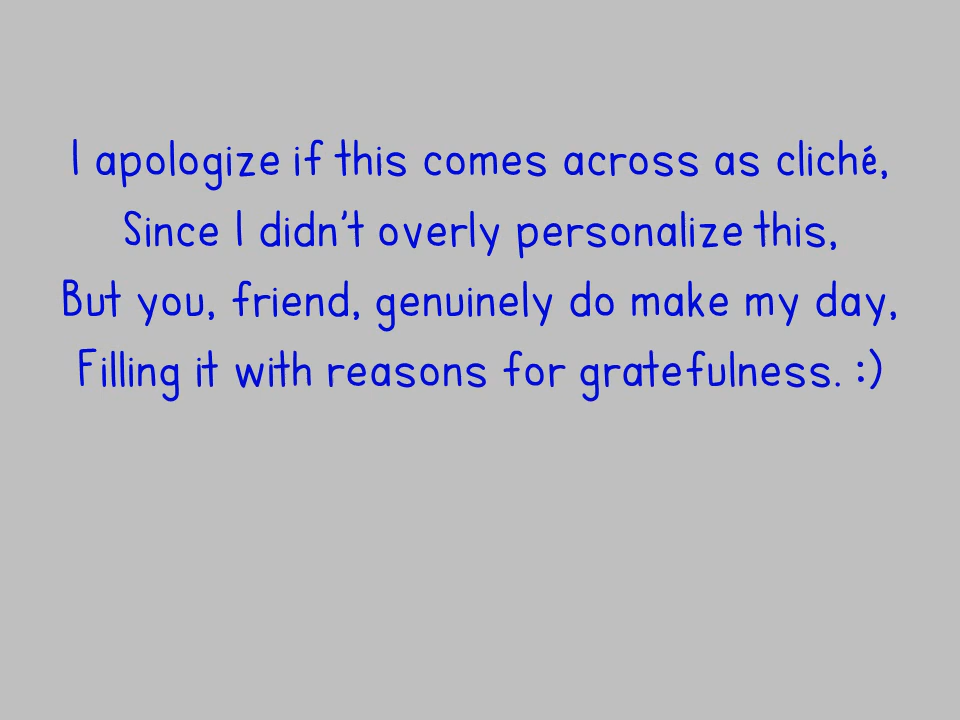 I apologize if this comes across as cliché,
Since I didn't overly personalize this,
But you, friend, genuinely do make my day,
Filling it with reasons for gratefulness. :)